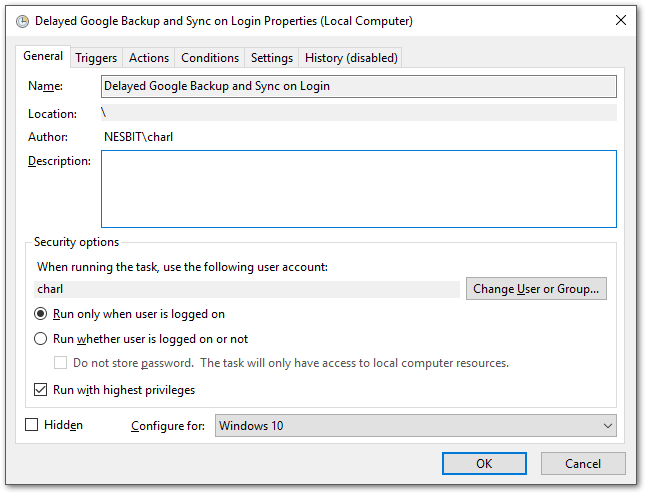 Delayed Google Backup and Sync on Login Properties (Local Computer)
General Triggers Actions Conditions Settings History (disabled)
Name: Delayed Google Backup and Sync on Login
Location: \
Author: NESBIT\charl
Description:
Security options
When running the task, use the following user account:
charl Change User or Group...
Run only when user is logged on
Run whether user is logged on or not
Do not store password. The task will only have access to local computer resources.
Run with highest privileges
Hidden Configure for: Windows 10
OK Cancel